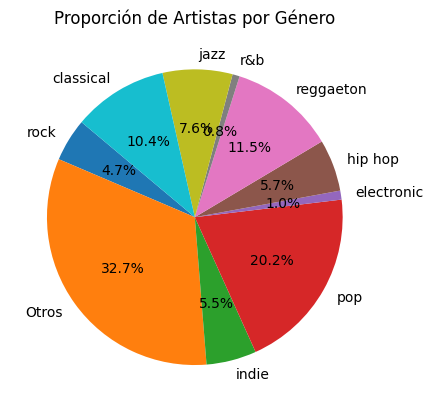 Proporción de Artistas por Género
jazz
r&b
classical
reggaeton
7.6%
0.8%
rock
10.4%
11.5%
hip hop
4.7%
5.7%
electronic
1.0%
32.7%
20.2%
pop
5.5%
Otros
indie